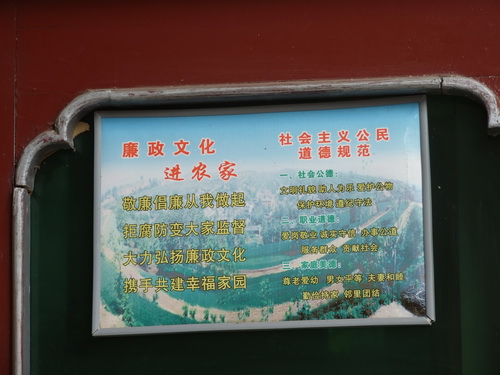 廉政文化
进农家
敬廉倡廉从我做起
拒腐防变大家监督
大力弘扬廉政文化
携手共建幸福家园
社会主义公民
道德规范
一、社会公德：
文明礼貌 助人为乐 爱护公物
保护环境 遵纪守法
二、职业道德：
爱岗敬业 诚实守信 办事公道
服务群众 贡献社会
三、家庭美德：
尊老爱幼 男女平等 夫妻和睦
勤俭持家 邻里团结